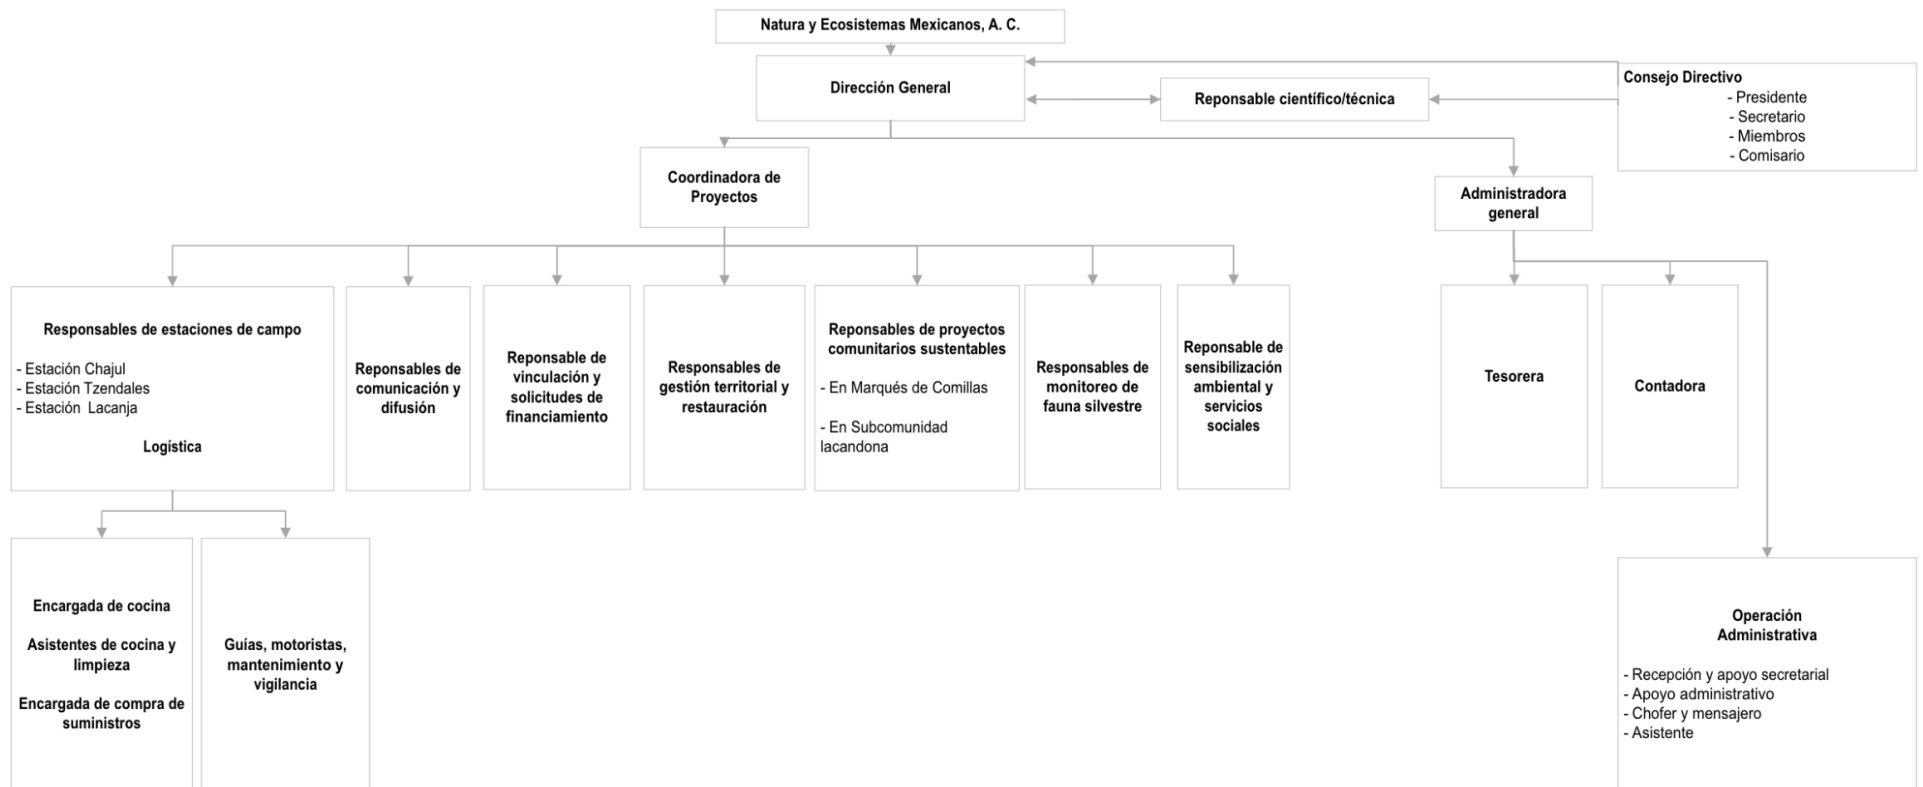 Natura y Ecosistemas Mexicanos, A. C.
Dirección General
Reponsable científico/técnica
Consejo Directivo
- Presidente
- Secretario
- Miembros
- Comisario
Coordinadora de
Proyectos
Administradora
general
Responsables de estaciones de campo
- Estación Chajul
- Estación Tzendales
- Estación Lacanja
Logística
Reponsables de
comunicación y
difusión
Reponsable de
vinculación y
solicitudes de
financiamiento
Responsables de
gestión territorial y
restauración
Reponsables de proyectos
comunitarios sustentables
- En Marqués de Comillas
- En Subcomunidad
lacandona
Responsables de
monitoreo de
fauna silvestre
Reponsable de
sensibilización
ambiental y
servicios
sociales
Tesorera
Contadora
Encargada de cocina
Asistentes de cocina y
limpieza
Encargada de compra de
suministros
Guías, motoristas,
mantenimiento y
vigilancia
Operación
Administrativa
- Recepción y apoyo secretarial
- Apoyo administrativo
- Chofer y mensajero
- Asistente